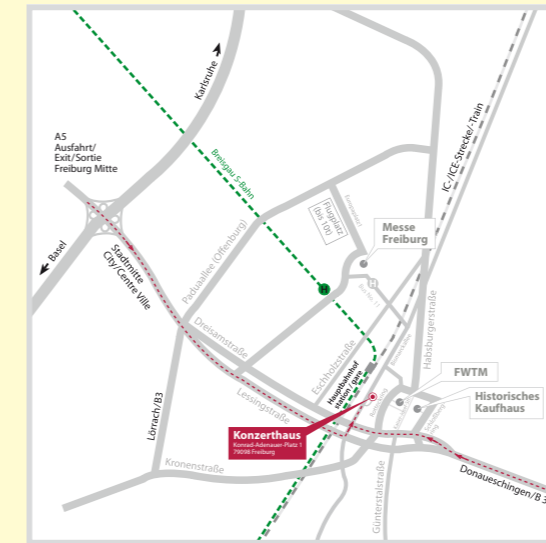 Karlsruhe
A5
Ausfahrt/
Exit/Sortie
Freiburg Mitte
Basel
Stadtmitte
City/Centre Ville
Breisgau S-Bahn
IC-/ICE-Strecke/-Train
Paduaallee (Offenburg)
Flugplatz
(bis 10t)
Messe
Freiburg
H
H
Dreisamstraße
Lessingstraße
Eschholzstraße
Hauptbahnhof
station / gare
Habsburgerstraße
FWTM
Historisches
Kaufhaus
Lörrach/B3
Konzerthaus
Konrad-Adenauer-Platz 1
79098 Freiburg
Kronenstraße
Günterstalstraße
Donaueschingen/B 3